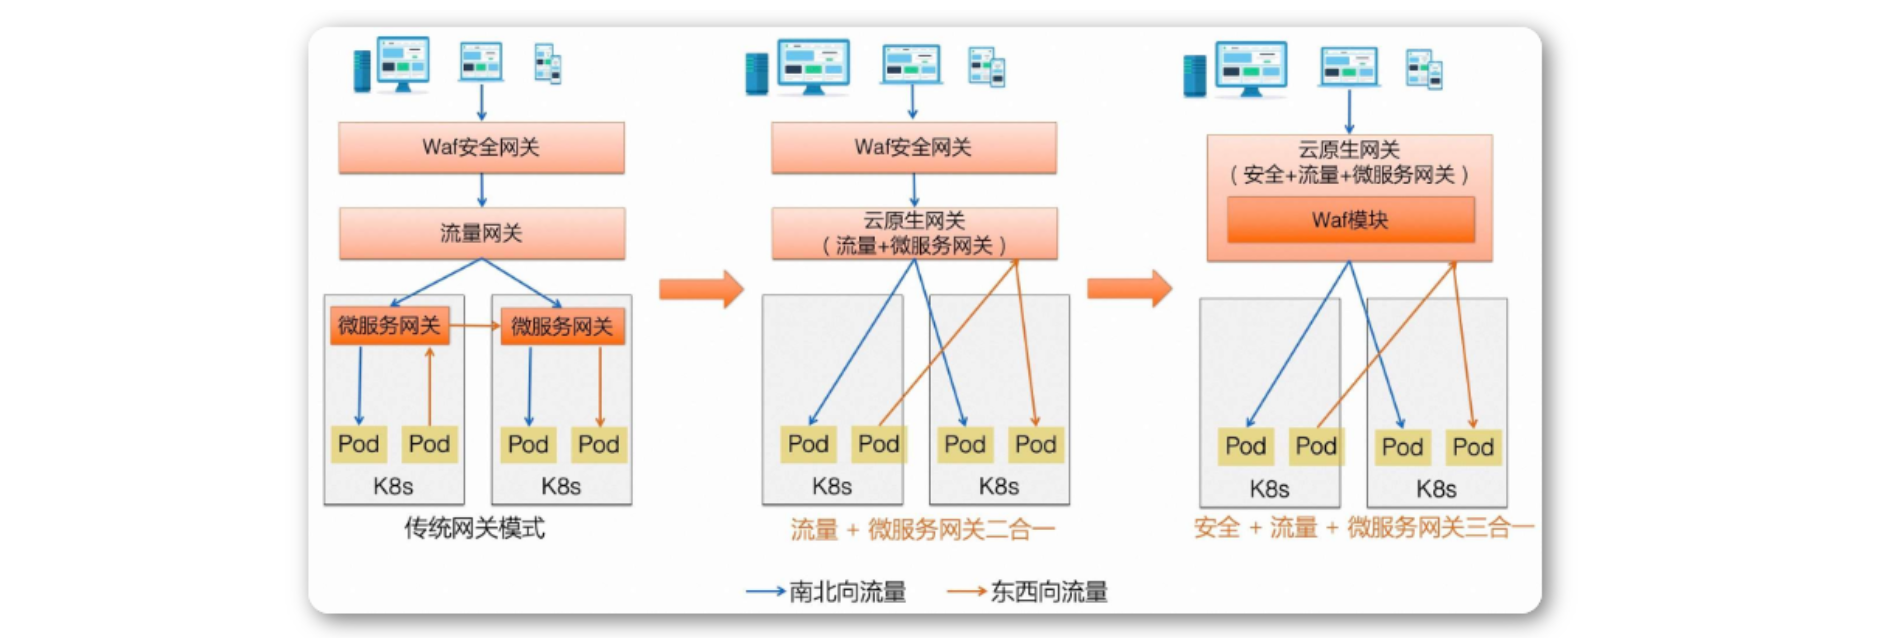 Waf安全网关
流量网关
微服务网关
微服务网关
Pod
Pod
Pod
Pod
K8s
K8s
传统网关模式
Waf安全网关
云原生网关
（流量+微服务网关）
Pod
Pod
Pod
Pod
K8s
K8s
流量 + 微服务网关二合一
云原生网关
（安全+流量+微服务网关）
Waf模块
Pod
Pod
Pod
Pod
K8s
K8s
安全 + 流量 + 微服务网关三合一
南北向流量
东西向流量